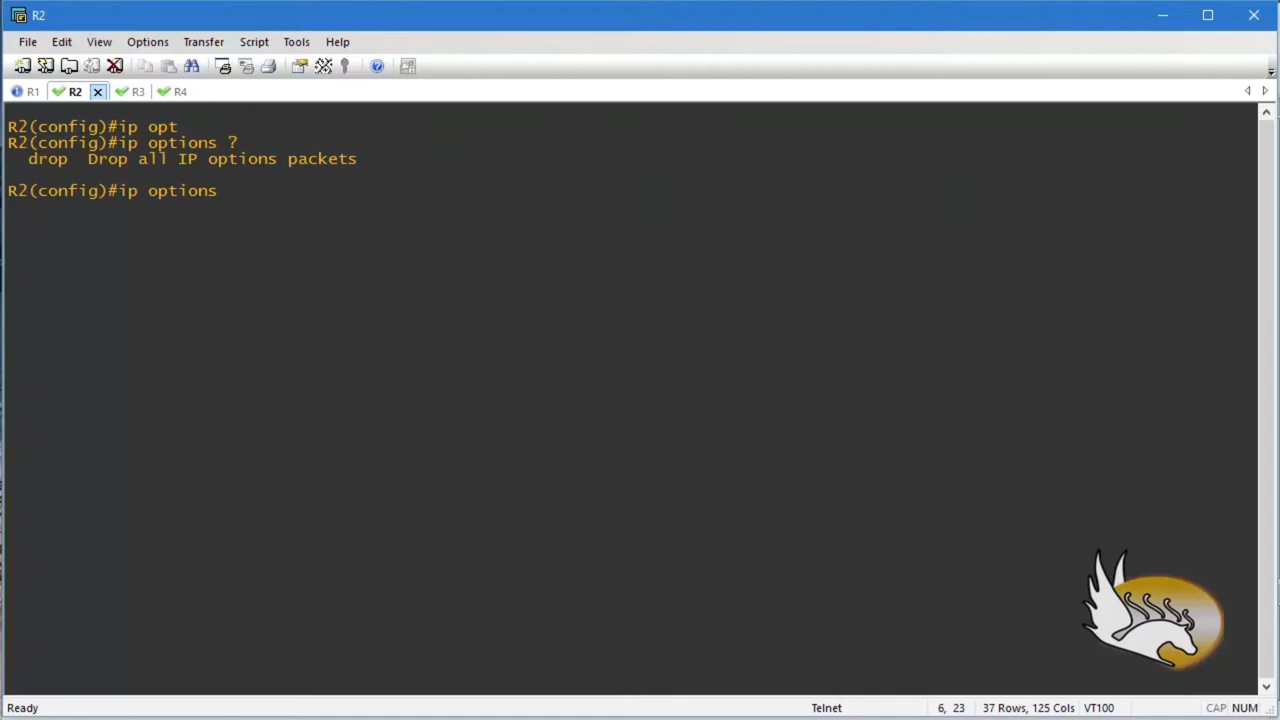 R2
File Edit View Options Transfer Script Tools Help
R1 R2 R3 R4
R2(config)#ip opt
R2(config)#ip options ?
drop Drop all IP options packets
R2(config)#ip options
Ready Telnet 6, 23 37 Rows, 125 Cols VT100 CAP NUM